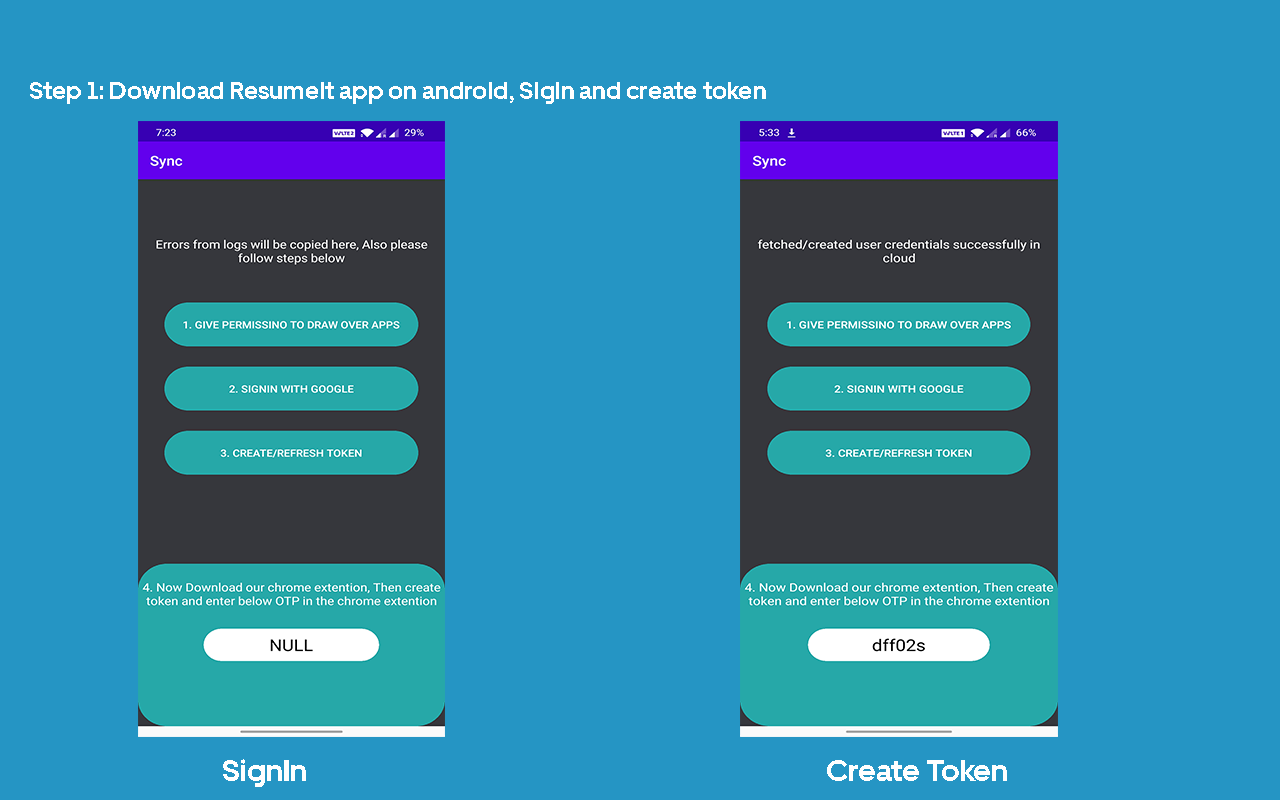 Step 1: Download ResumeIt app on android, SigIn and create token
7:23
VoLTE2
29%
Sync
Errors from logs will be copied here, Also please
follow steps below
1. GIVE PERMISSINO TO DRAW OVER APPS
2. SIGNIN WITH GOOGLE
3. CREATE/REFRESH TOKEN
4. Now Download our chrome extention, Then create
token and enter below OTP in the chrome extention
NULL
SignIn
5:33
VoLTE1
66%
Sync
fetched/created user credentials successfully in
cloud
1. GIVE PERMISSINO TO DRAW OVER APPS
2. SIGNIN WITH GOOGLE
3. CREATE/REFRESH TOKEN
4. Now Download our chrome extention, Then create
token and enter below OTP in the chrome extention
dff02s
Create Token